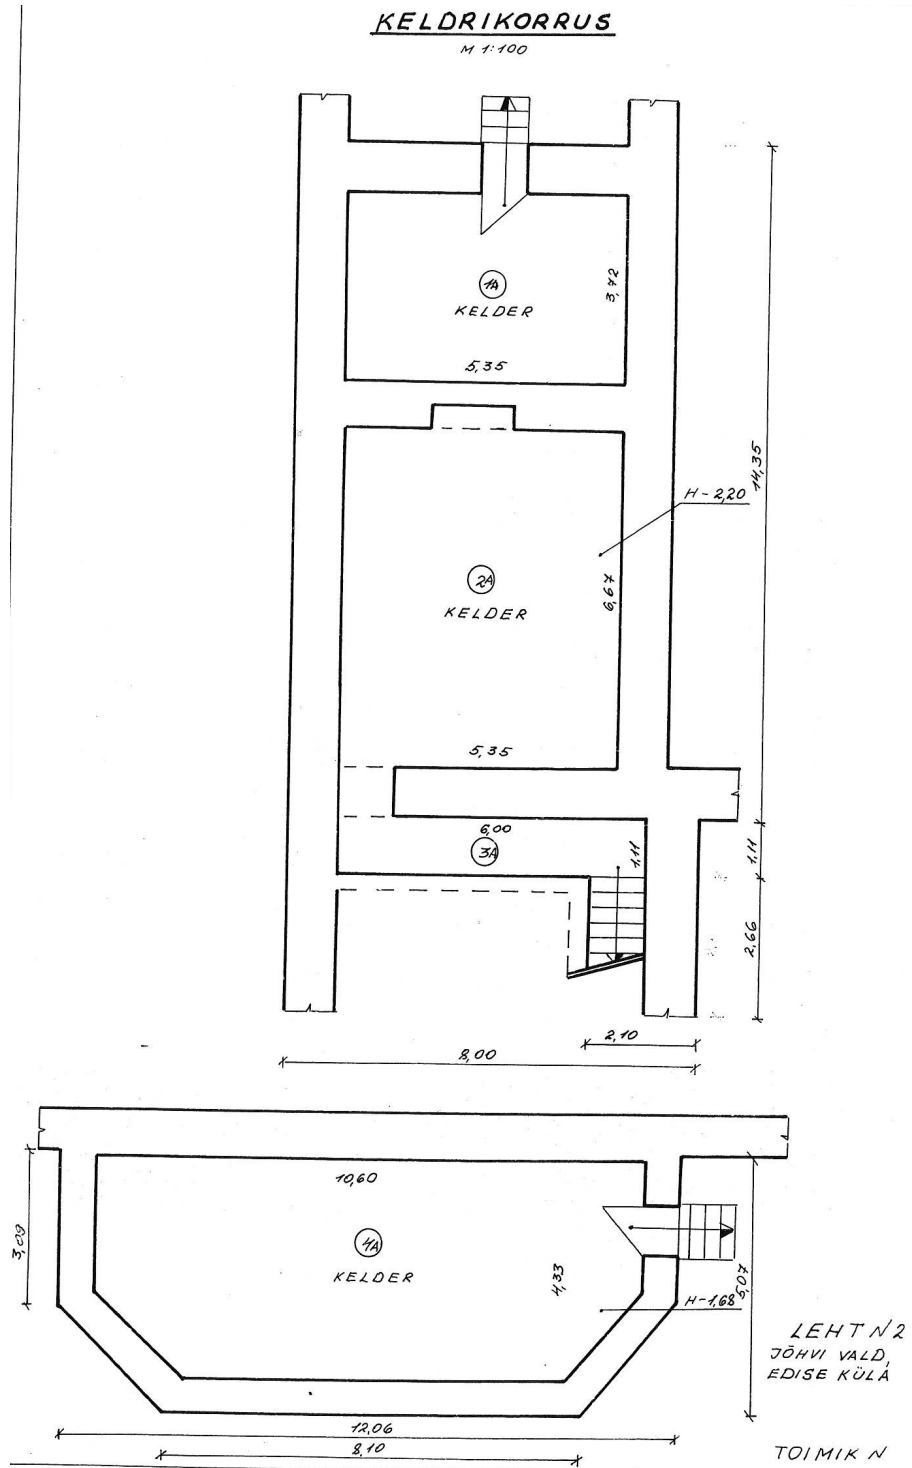 KELDRIKORRUS
M 1:100
1A
KELDER
3,72
5,35
14,35
H-2,20
2A
KELDER
6,67
5,35
6,00
3A
1,11
1,11
2,66
2,10
8,00
10,60
3,09
4A
KELDER
4,33
H-1,68
5,07
LEHT N 2
JÕHVI VALD,
EDISE KÜLA
12,06
8,10
TOIMIK N